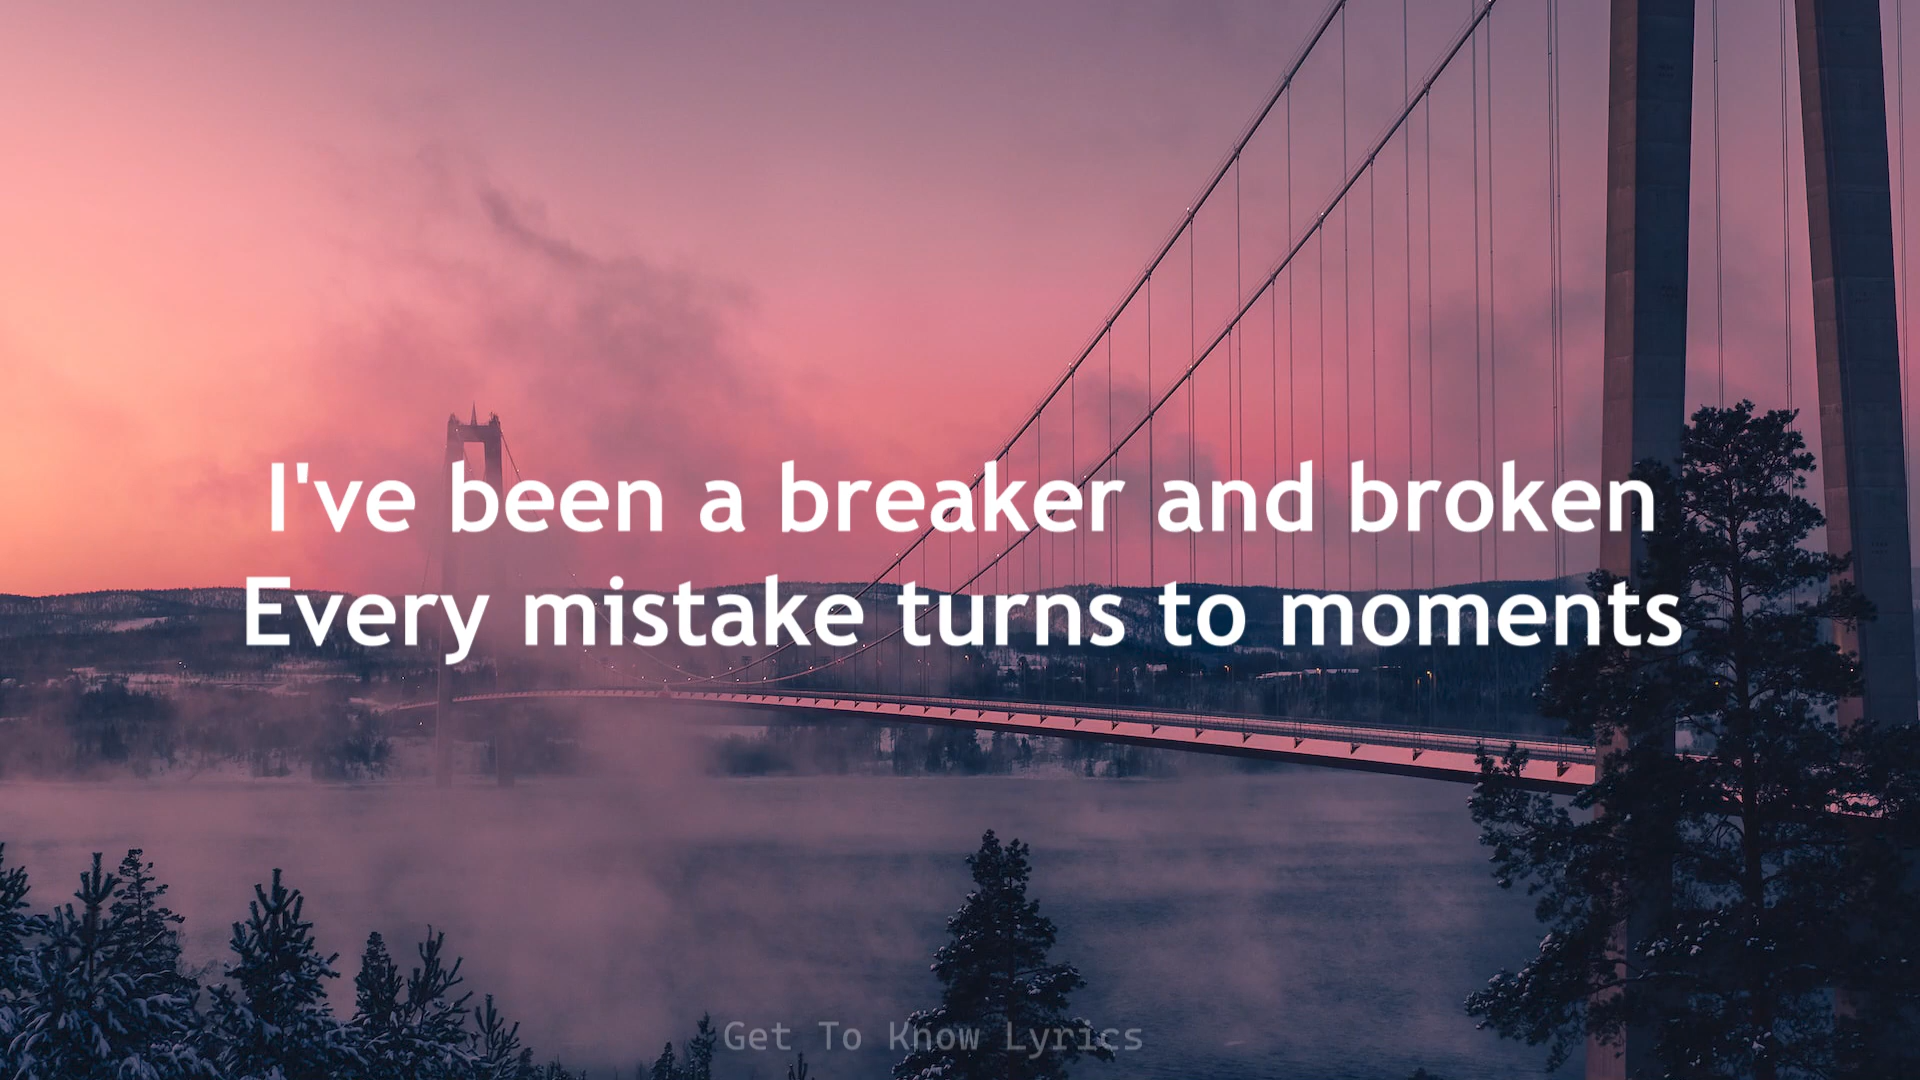 I've been a breaker and broken
Every mistake turns to moments
Get To Know Lyrics